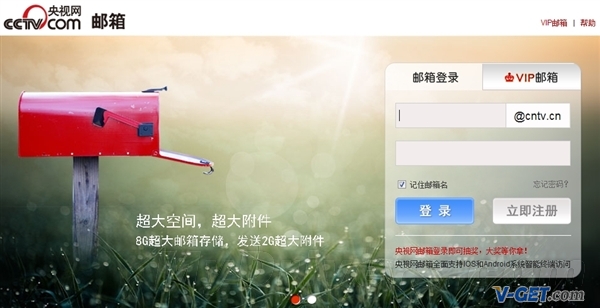 央视网
CCTV.com 邮箱
VIP邮箱 | 帮助
邮箱登录
VIP邮箱
@cntv.cn
记住邮箱名
忘记密码?
登 录
立即注册
超大空间，超大附件
8G超大邮箱存储，发送2G超大附件
央视网邮箱登录即可抽奖，大奖等你拿!
央视网邮箱全面支持IOS和Android系统智能终端访问
V-GET.com